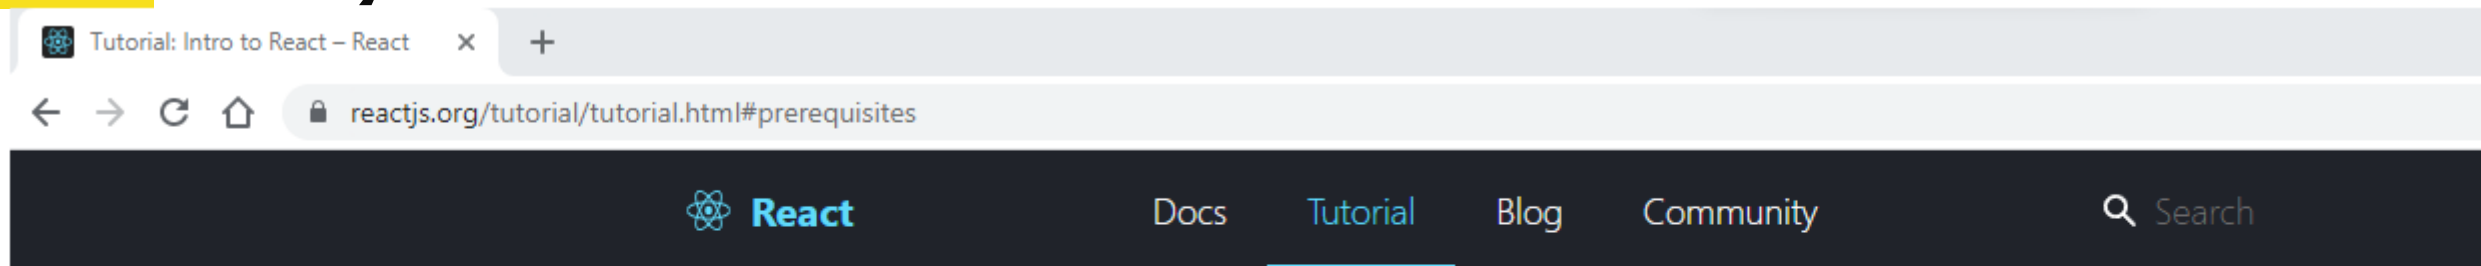 Tutorial: Intro to React – React
reactjs.org/tutorial/tutorial.html#prerequisites
React Docs Tutorial Blog Community Search